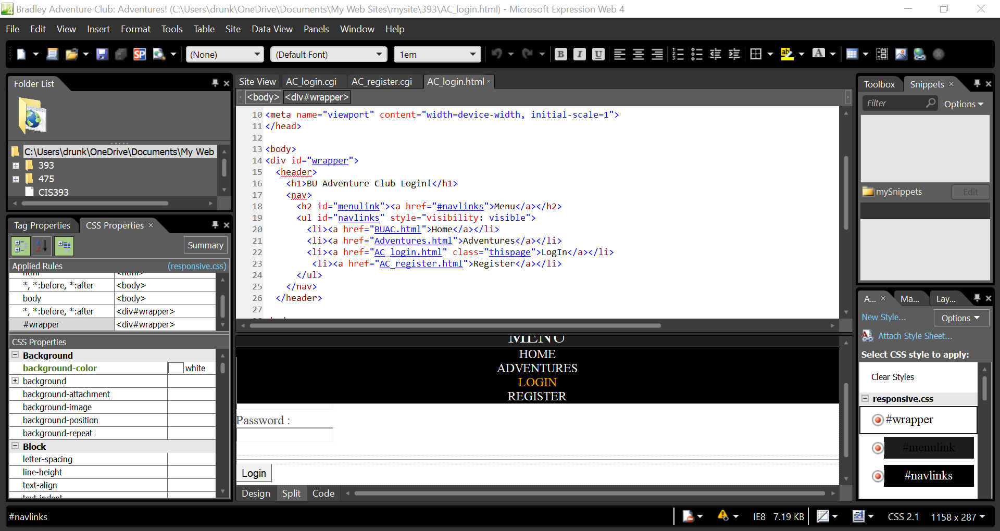 Bradley Adventure Club: Adventures! (C:\Users\drunk\OneDrive\Documents\My Web Sites\mysite\393\AC_login.html) - Microsoft Expression Web 4
File Edit View Insert Format Tools Table Site Data View Panels Window Help
(None) (Default Font) 1em
Folder List
C:\Users\drunk\OneDrive\Documents\My Web
393
475
CIS393
Tag Properties CSS Properties
Summary
Applied Rules (responsive.css)
html <html>
*, *:before, *:after <body>
body <body>
*, *:before, *:after <div#wrapper>
#wrapper <div#wrapper>
CSS Properties
Background
background-color white
background
background-attachment
background-image
background-position
background-repeat
Block
letter-spacing
line-height
text-align
text-indent
Site View AC_login.cgi AC_register.cgi AC_login.html
<body> <div#wrapper>
10 <meta name="viewport" content="width=device-width, initial-scale=1">
11 </head>
12
13 <body>
14 <div id="wrapper">
15 <header>
16 <h1>BU Adventure Club Login!</h1>
17 <nav>
18 <h2 id="menulink"><a href="#navlinks">Menu</a></h2>
19 <ul id="navlinks" style="visibility: visible">
20 <li><a href="BUAC.html">Home</a></li>
21 <li><a href="Adventures.html">Adventures</a></li>
22 <li><a href="AC_login.html" class="thispage">LogIn</a></li>
23 <li><a href="AC_register.html">Register</a></li>
24 </ul>
25 </nav>
26 </header>
27
MENU
HOME
ADVENTURES
LOGIN
REGISTER
Password :
Login
Design Split Code
Toolbox Snippets
Filter Options
mySnippets Edit
A... Ma... Lay...
New Style... Options
Attach Style Sheet...
Select CSS style to apply:
Clear Styles
responsive.css
#wrapper
#menulink
#navlinks
#navlinks IE8 7.19 KB CSS 2.1 1158 x 287